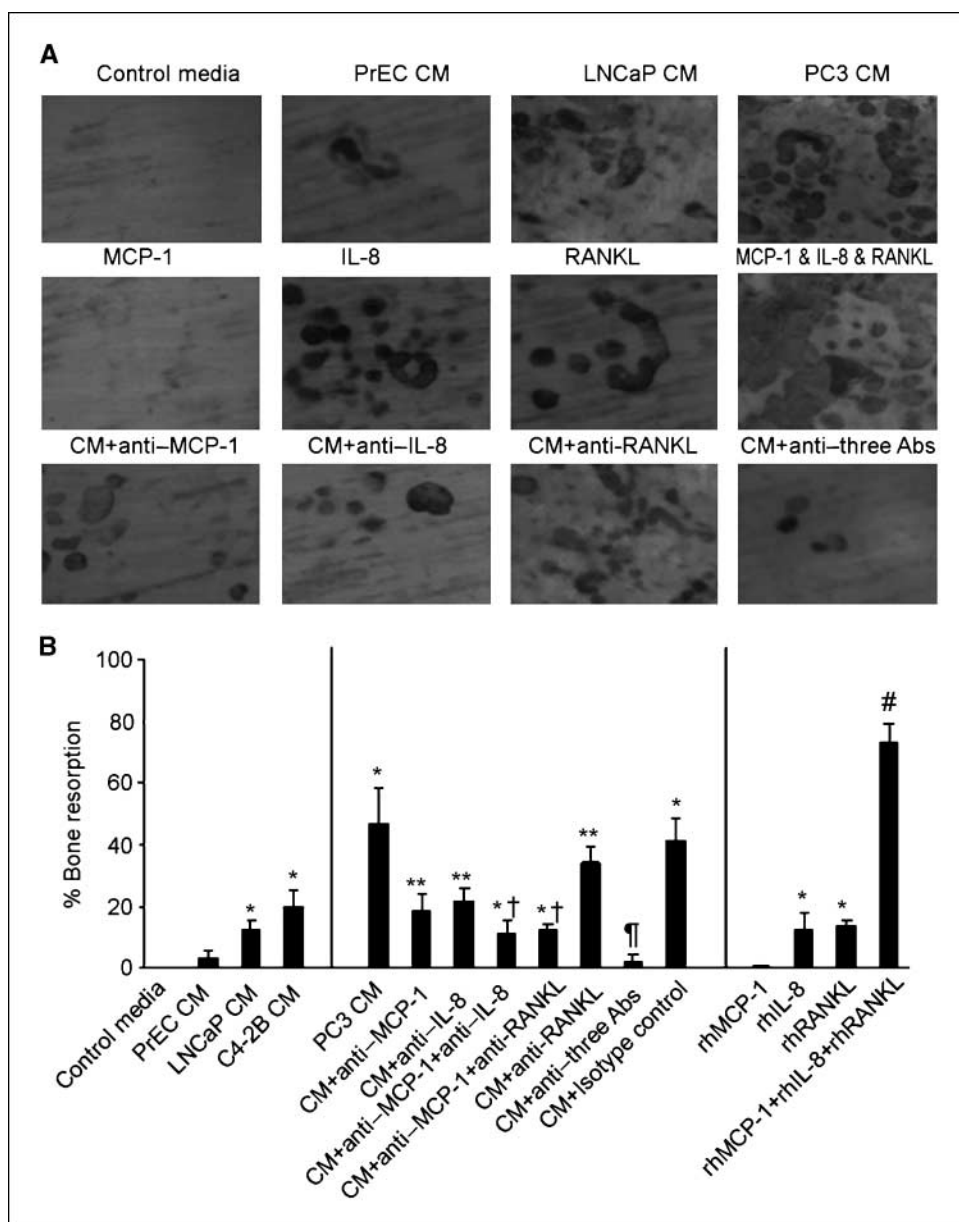 A
Control media PrEC CM LNCaP CM PC3 CM
MCP-1 IL-8 RANKL MCP-1 & IL-8 & RANKL
CM+anti–MCP-1 CM+anti–IL-8 CM+anti-RANKL CM+anti–three Abs
B
% Bone resorption
100
80
60
40
20
0
* * * * ** ** *† *† ** ¶ * * * #
Control media
PrEC CM
LNCaP CM
C4-2B CM
PC3 CM
CM+anti–MCP-1
CM+anti–IL-8
CM+anti–MCP-1+anti–IL-8
CM+anti–MCP-1+anti-RANKL
CM+anti-RANKL
CM+anti–three Abs
CM+Isotype control
rhMCP-1
rhIL-8
rhRANKL
rhMCP-1+rhIL-8+rhRANKL